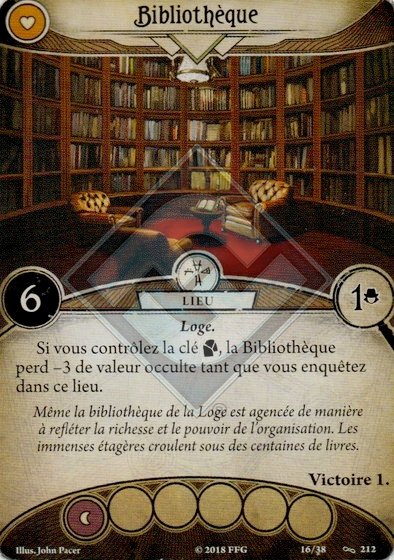 Bibliothèque
6
LIEU
1
Loge.
Si vous contrôlez la clé , la Bibliothèque
perd –3 de valeur occulte tant que vous enquêtez
dans ce lieu.
Même la bibliothèque de la Loge est agencée de manière
à refléter la richesse et le pouvoir de l'organisation. Les
immenses étagères croulent sous des centaines de livres.
Victoire 1.
Illus. John Pacer © 2018 FFG 16/38 212